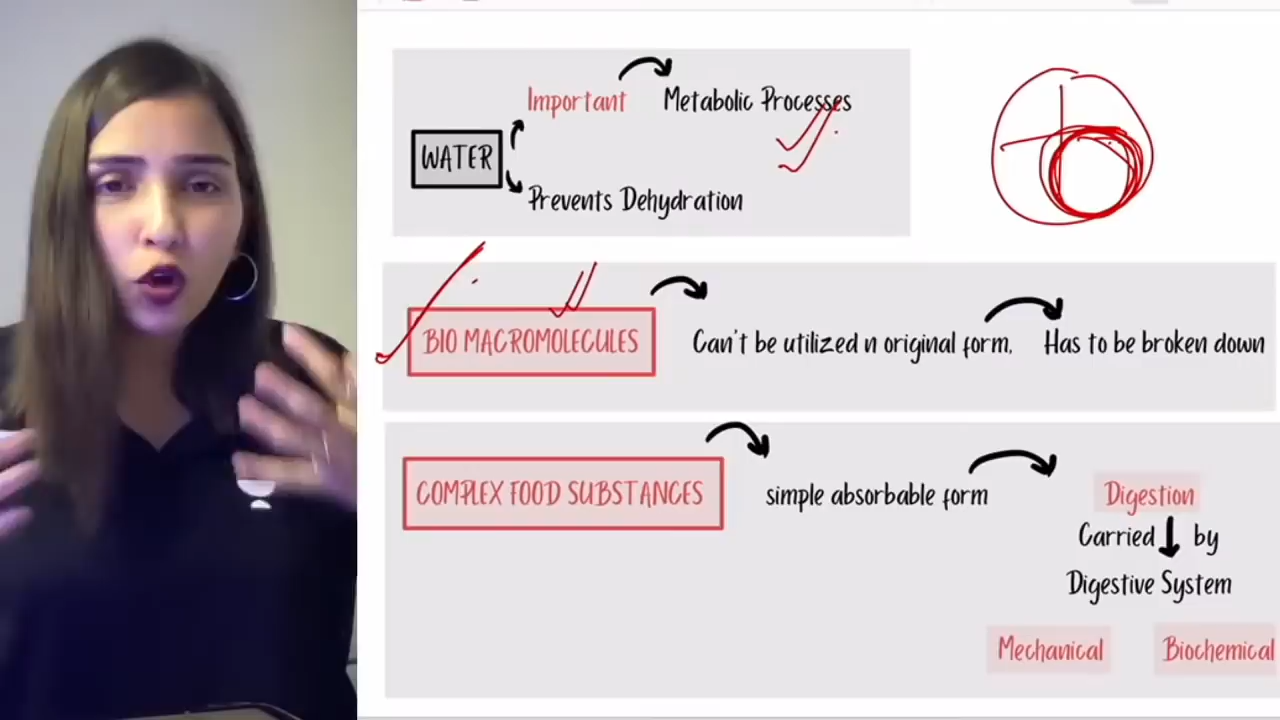 Important
Metabolic Processes
WATER
Prevents Dehydration
BIO MACROMOLECULES
Can't be utilized n original form.
Has to be broken down
COMPLEX FOOD SUBSTANCES
simple absorbable form
Digestion
Carried by
Digestive System
Mechanical
Biochemical